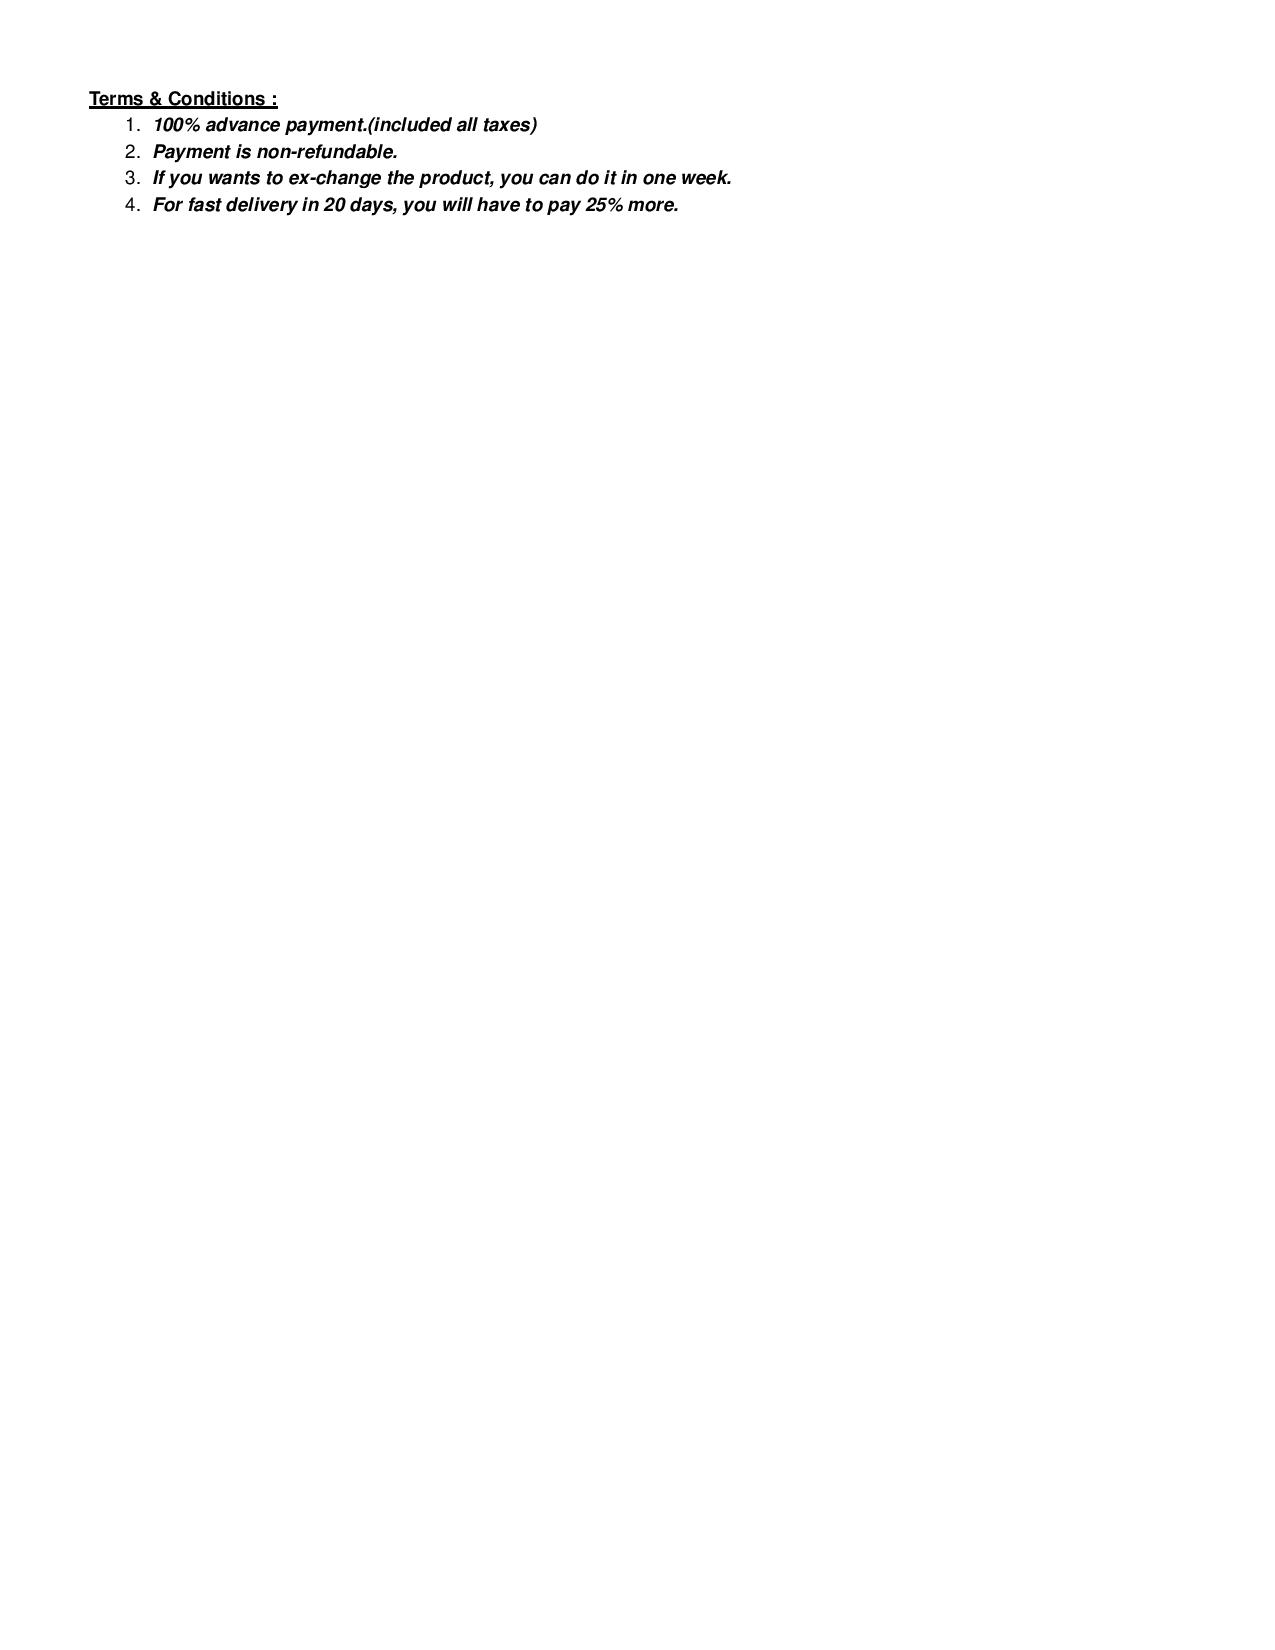 Terms & Conditions :
1. 100% advance payment.(included all taxes)
2. Payment is non-refundable.
3. If you wants to ex-change the product, you can do it in one week.
4. For fast delivery in 20 days, you will have to pay 25% more.